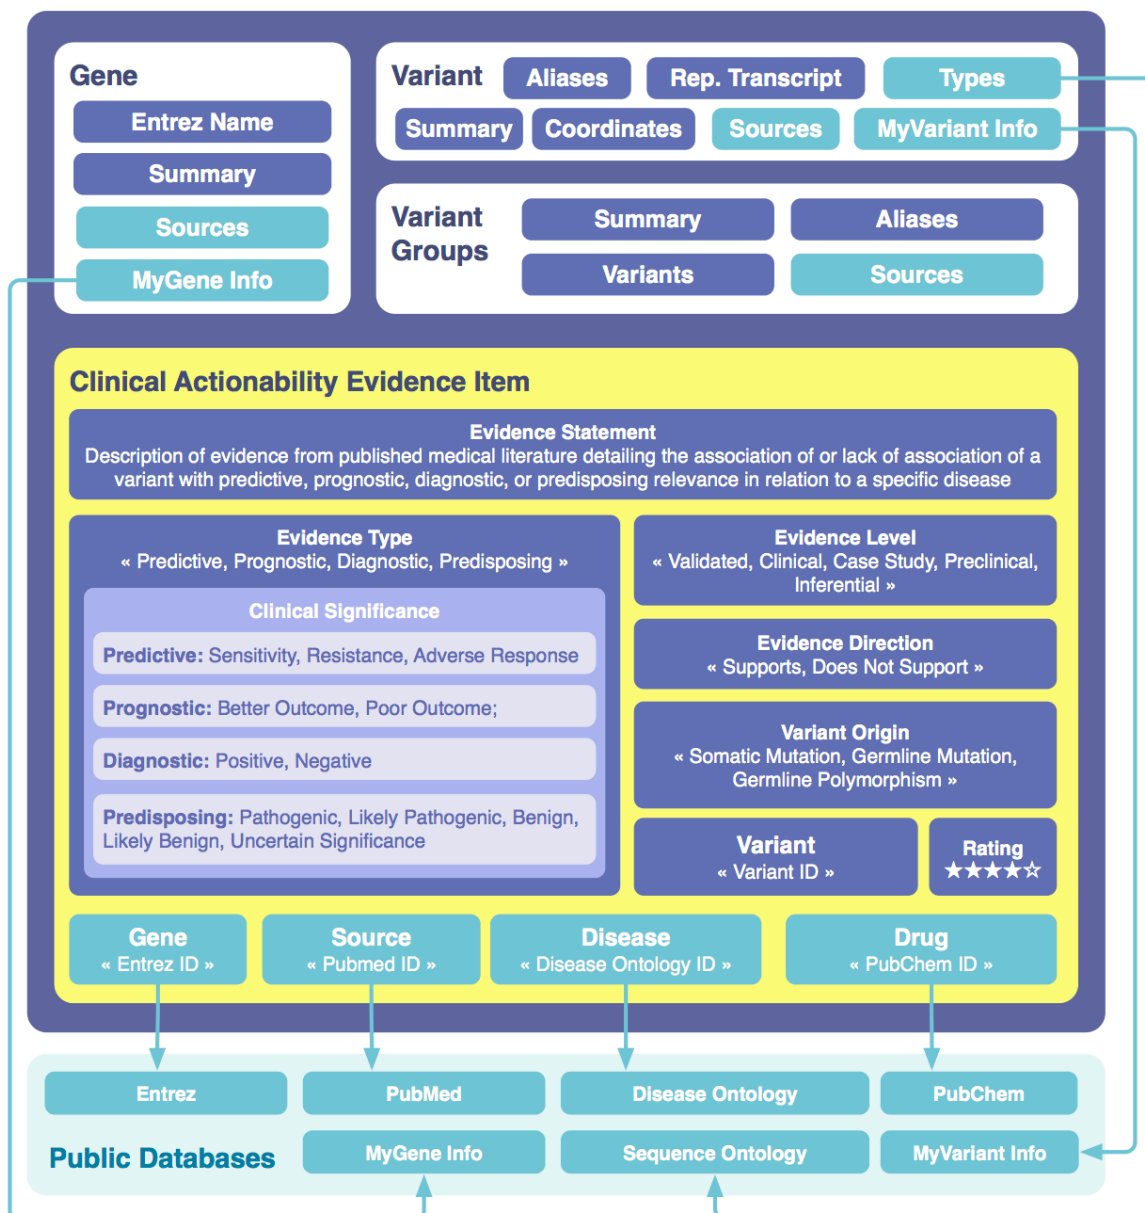 Gene
Entrez Name
Summary
Sources
MyGene Info
Variant
Aliases
Rep. Transcript
Types
Summary
Coordinates
Sources
MyVariant Info
Variant
Groups
Summary
Aliases
Variants
Sources
Clinical Actionability Evidence Item
Evidence Statement
Description of evidence from published medical literature detailing the association of or lack of association of a
variant with predictive, prognostic, diagnostic, or predisposing relevance in relation to a specific disease
Evidence Type
« Predictive, Prognostic, Diagnostic, Predisposing »
Clinical Significance
Predictive: Sensitivity, Resistance, Adverse Response
Prognostic: Better Outcome, Poor Outcome;
Diagnostic: Positive, Negative
Predisposing: Pathogenic, Likely Pathogenic, Benign,
Likely Benign, Uncertain Significance
Evidence Level
« Validated, Clinical, Case Study, Preclinical,
Inferential »
Evidence Direction
« Supports, Does Not Support »
Variant Origin
« Somatic Mutation, Germline Mutation,
Germline Polymorphism »
Variant
« Variant ID »
Rating
★★★★☆
Gene
« Entrez ID »
Source
« Pubmed ID »
Disease
« Disease Ontology ID »
Drug
« PubChem ID »
Entrez
PubMed
Disease Ontology
PubChem
Public Databases
MyGene Info
Sequence Ontology
MyVariant Info